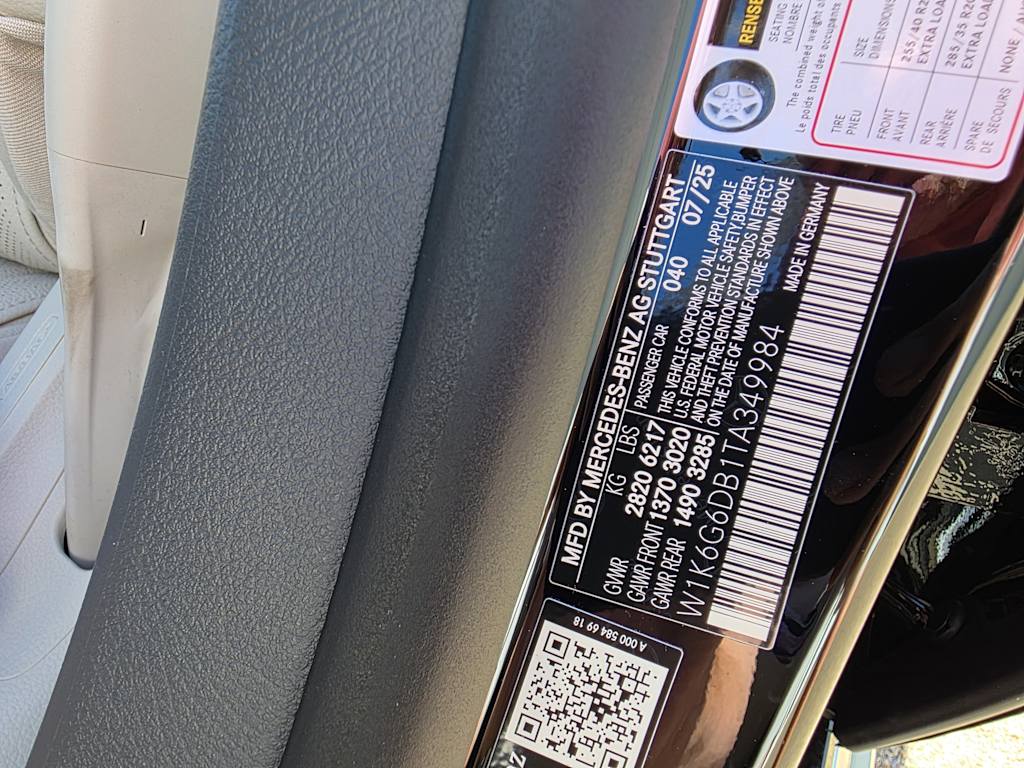 MFD BY MERCEDES-BENZ AG STUTTGART
KG LBS 040 07/25
GVWR 2820 6217
GAWR FRONT 1370 3020
GAWR REAR 1490 3285
PASSENGER CAR
THIS VEHICLE CONFORMS TO ALL APPLICABLE
U.S. FEDERAL MOTOR VEHICLE SAFETY,BUMPER
AND THEFT PREVENTION STANDARDS IN EFFECT
ON THE DATE OF MANUFACTURE SHOWN ABOVE
W1K6G6DB1TA349984 MADE IN GERMANY
A 000 584 69 18
SEATING
NOMBRE
The combined weight of
Le poids total des occupants
TIRE
PNEU
SIZE
DIMENSIONS
FRONT
AVANT
255/40
EXTRA LOAD
REAR
ARRIÈRE
285/35
EXTRA LOAD
SPARE
DE SECOURS
NONE /